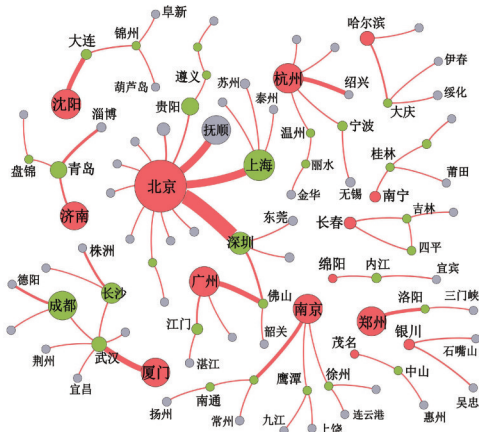 阜新
哈尔滨
大连
锦州
伊春
遵义
苏州
杭州
葫芦岛
绥化
沈阳
绍兴
泰州
贵阳
大庆
淄博
抚顺
温州
宁波
桂林
盘锦
青岛
上海
丽水
莆田
北京
金华
无锡
南宁
吉林
济南
东莞
长春
深圳
四平
株洲
绵阳
内江
宜宾
德阳
长沙
广州
成都
佛山
南京
洛阳
三门峡
郑州
江门
银川
武汉
韶关
茂名
石嘴山
荆州
厦门
湛江
中山
宜昌
鹰潭
徐州
南通
吴忠
扬州
常州
九江
上饶
连云港
惠州